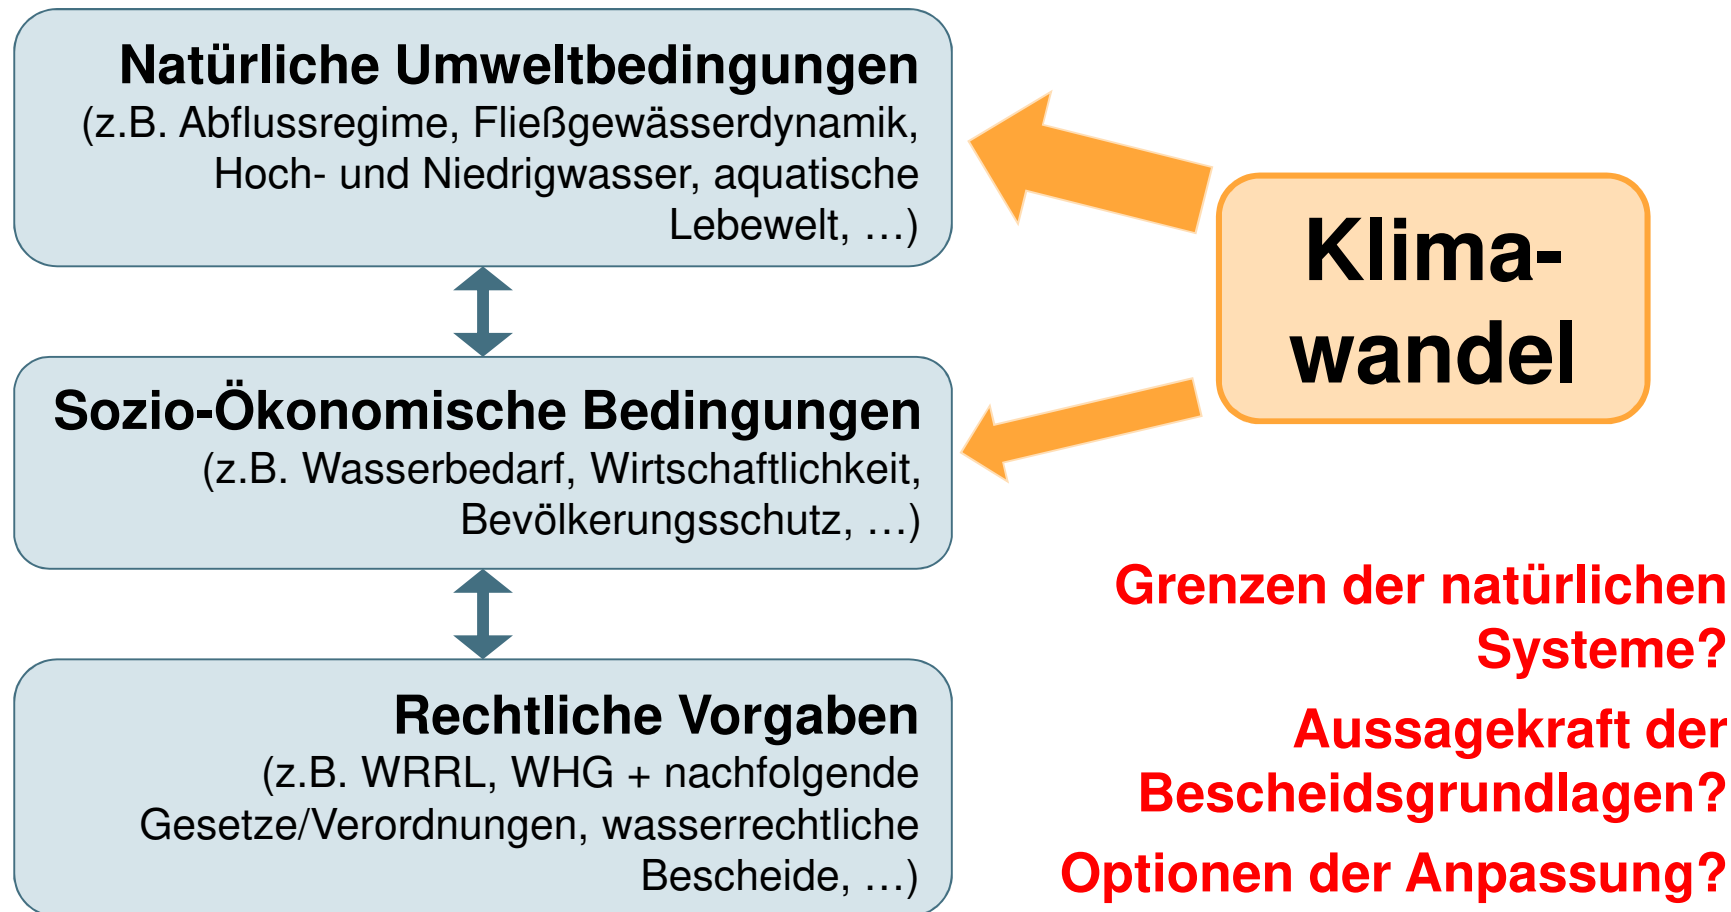 Natürliche Umweltbedingungen
(z.B. Abflussregime, Fließgewässerdynamik,
Hoch- und Niedrigwasser, aquatische
Lebewelt, …)
Klima-
wandel
Sozio-Ökonomische Bedingungen
(z.B. Wasserbedarf, Wirtschaftlichkeit,
Bevölkerungsschutz, …)
Rechtliche Vorgaben
(z.B. WRRL, WHG + nachfolgende
Gesetze/Verordnungen, wasserrechtliche
Bescheide, …)
Grenzen der natürlichen
Systeme?
Aussagekraft der
Bescheidsgrundlagen?
Optionen der Anpassung?